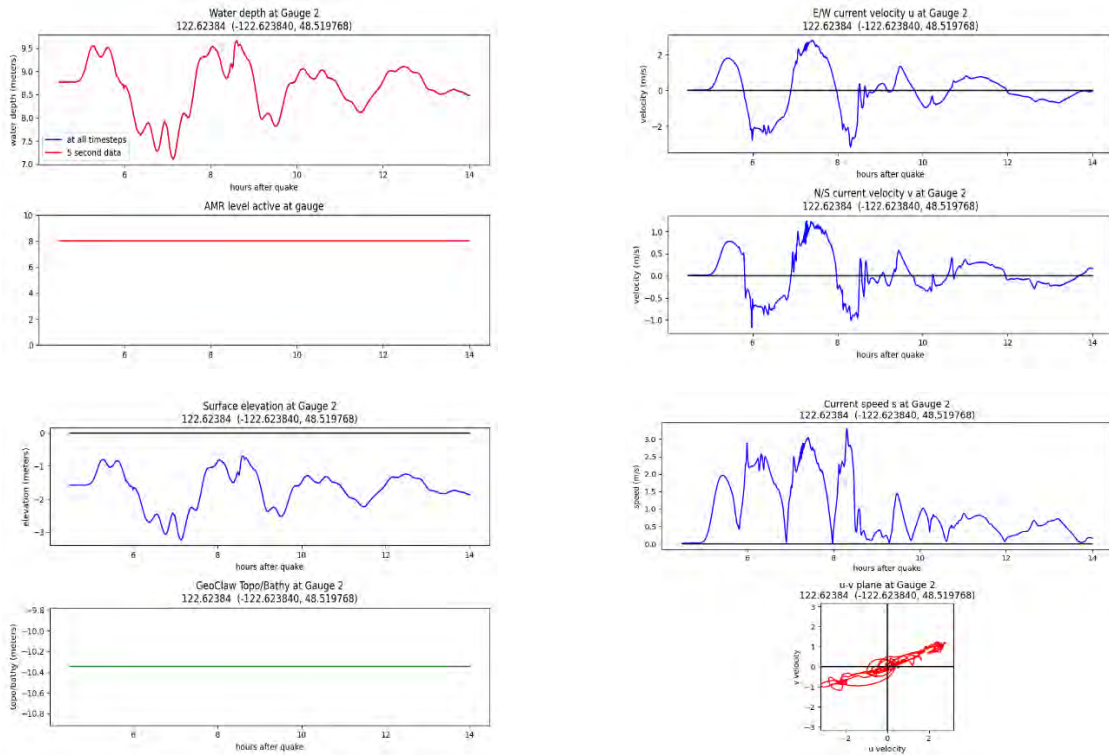 Water depth at Gauge 2
122.62384 (-122.623840, 48.519768)
water depth (meters)
9.5
9.0
8.5
8.0
7.5
7.0
at all timesteps
5 second data
6 8 10 12 14
hours after quake
AMR level active at gauge
10
8
6
4
2
0
6 8 10 12 14
Surface elevation at Gauge 2
122.62384 (-122.623840, 48.519768)
elevation (meters)
0
−1
−2
−3
6 8 10 12 14
hours after quake
GeoClaw Topo/Bathy at Gauge 2
122.62384 (-122.623840, 48.519768)
topo/bathy (meters)
−9.8
−10.0
−10.2
−10.4
−10.6
−10.8
6 8 10 12 14
hours after quake
E/W current velocity u at Gauge 2
122.62384 (-122.623840, 48.519768)
velocity (m/s)
2
0
−2
6 8 10 12 14
hours after quake
N/S current velocity v at Gauge 2
122.62384 (-122.623840, 48.519768)
velocity (m/s)
1.0
0.5
0.0
−0.5
−1.0
6 8 10 12 14
hours after quake
Current speed s at Gauge 2
122.62384 (-122.623840, 48.519768)
speed (m/s)
3.0
2.5
2.0
1.5
1.0
0.5
0.0
6 8 10 12 14
hours after quake
u-v plane at Gauge 2
122.62384 (-122.623840, 48.519768)
v velocity
3
2
1
0
−1
−2
−3
−2 0 2
u velocity